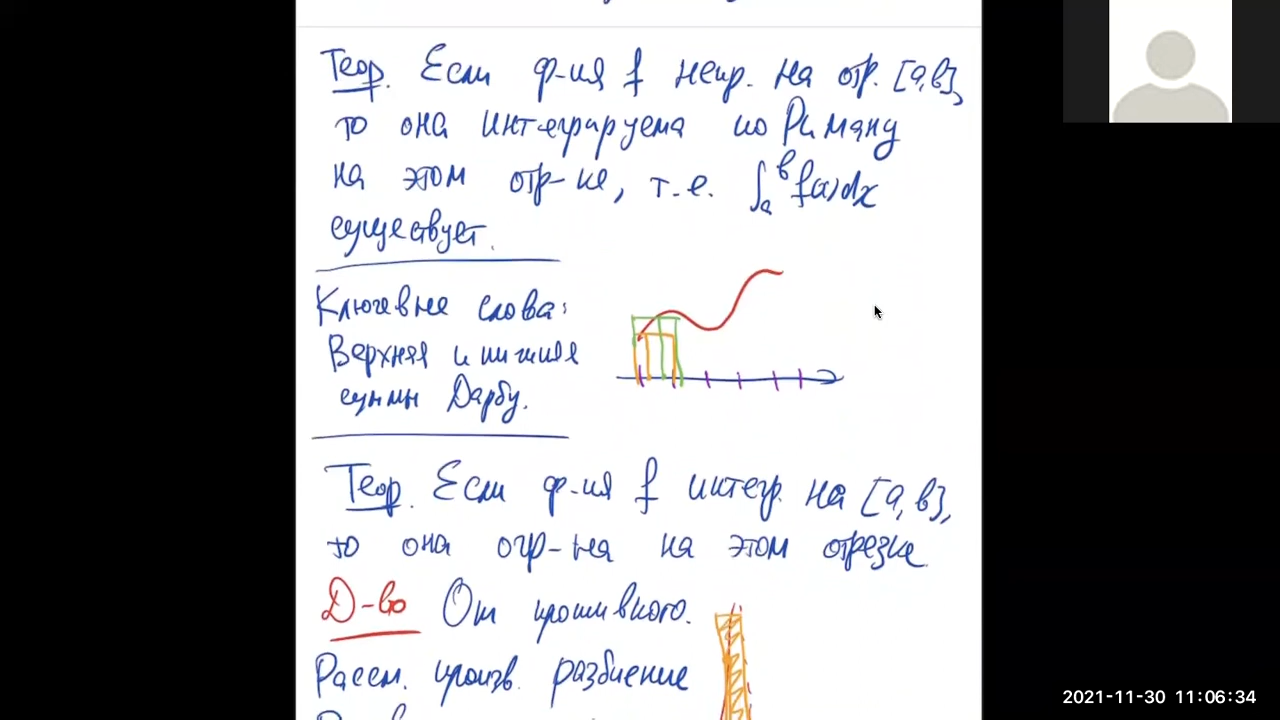 Теор. Если ф-ия f непр. на отр. [a,b],
то она интегрируема по Риману
на этом отр-ке, т.е. ∫ₐᵇ f(x)dx
существует.
Ключевые слова:
Верхняя и нижняя
суммы Дарбу.
Теор. Если ф-ия f интегр. на [a,b],
то она огр-на на этом отрезке
Д-во От противного.
Рассм. произв. разбиение
2021-11-30 11:06:34